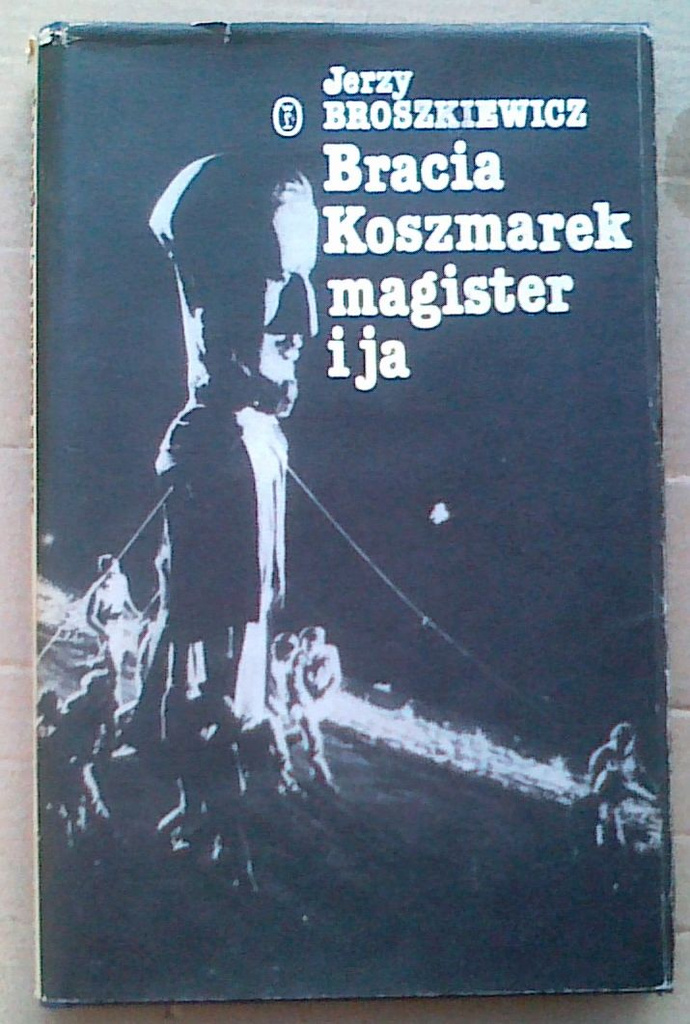 Jerzy
BROSZKIEWICZ
Bracia
Koszmarek
magister
i ja